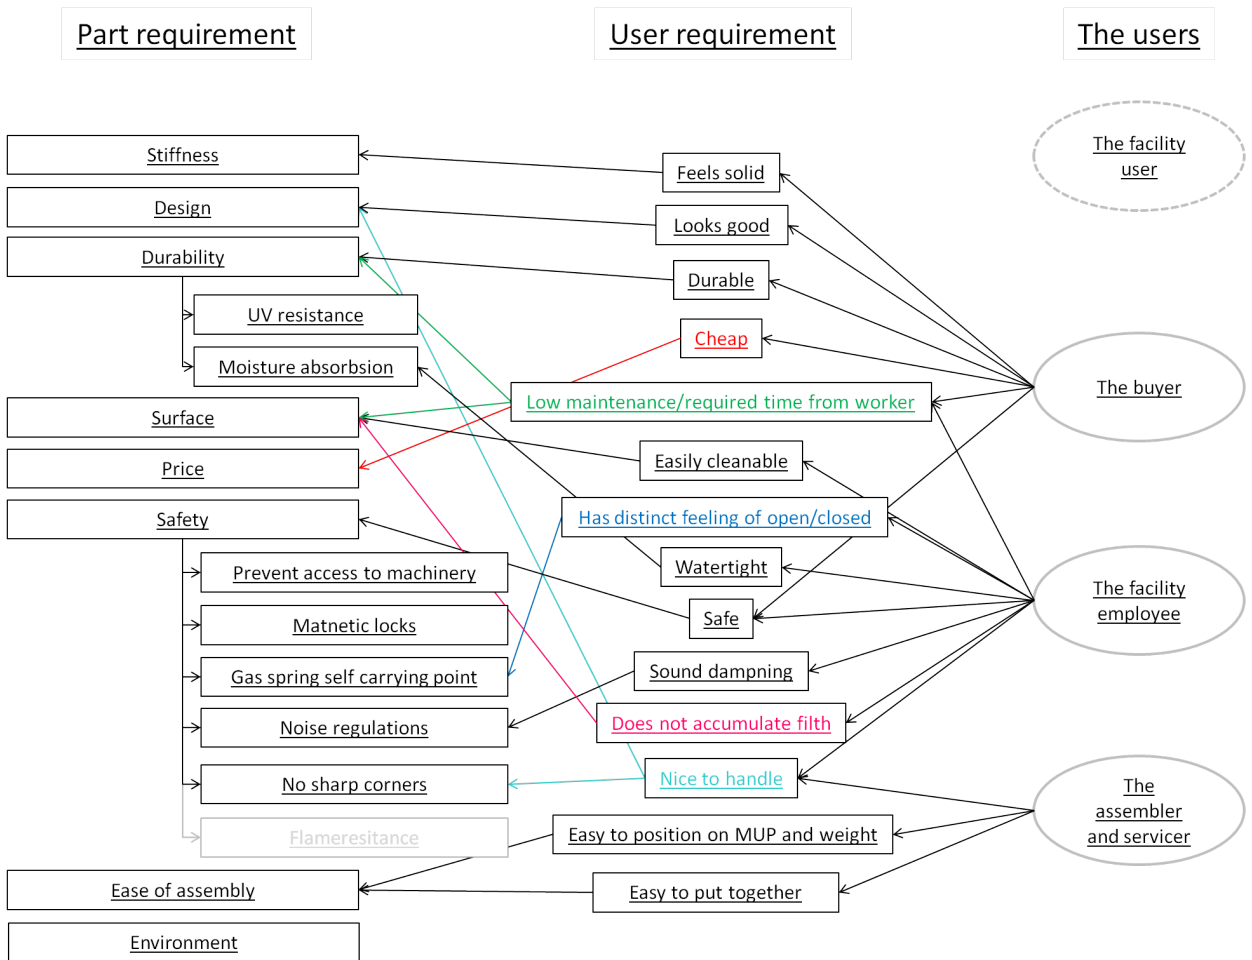 Part requirement
User requirement
The users
Stiffness
Design
Durability
UV resistance
Moisture absorbsion
Surface
Price
Safety
Prevent access to machinery
Matnetic locks
Gas spring self carrying point
Noise regulations
No sharp corners
Flameresitance
Ease of assembly
Environment
Feels solid
Looks good
Durable
Cheap
Low maintenance/required time from worker
Easily cleanable
Has distinct feeling of open/closed
Watertight
Safe
Sound dampning
Does not accumulate filth
Nice to handle
Easy to position on MUP and weight
Easy to put together
The facility
user
The buyer
The facility
employee
The
assembler
and servicer